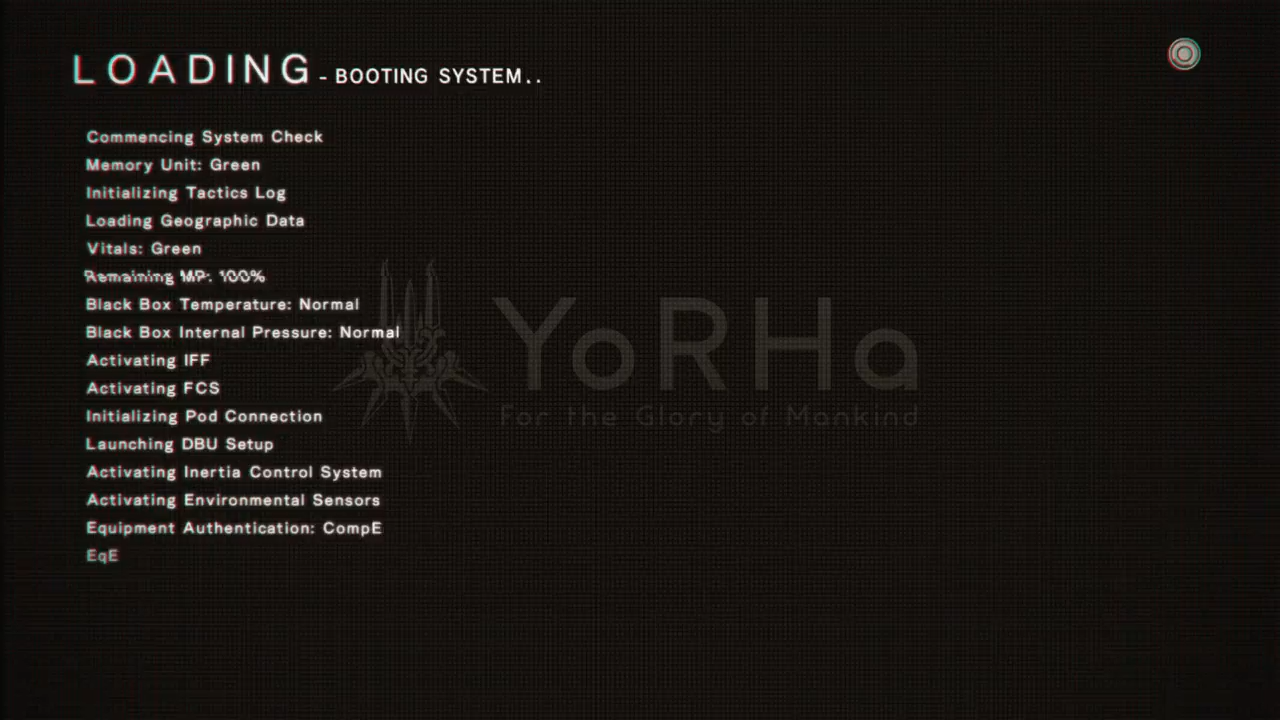 LOADING - BOOTING SYSTEM..
Commencing System Check
Memory Unit: Green
Initializing Tactics Log
Loading Geographic Data
Vitals: Green
Remaining MP: 100%
Black Box Temperature: Normal
Black Box Internal Pressure: Normal
Activating IFF
Activating FCS
Initializing Pod Connection
Launching DBU Setup
Activating Inertia Control System
Activating Environmental Sensors
Equipment Authentication: CompE
EqE
YoRHa
For the Glory of Mankind